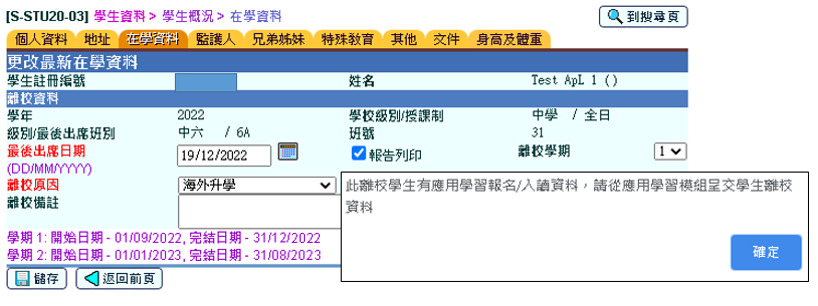 [S-STU20-03] 學生資料 > 學生概況 > 在學資料 到搜尋頁
個人資料 地址 在學資料 監護人 兄弟姊妹 特殊教育 其他 文件 身高及體重
更改最新在學資料
學生註冊編號 姓名 Test ApL 1 ()
離校資料
學年 2022 學校級別/授課制 中學 / 全日
級別/最後出席班別 中六 / 6A 班號 31
最後出席日期 19/12/2022 報告列印 離校學期 1
(DD/MM/YYYY)
離校原因 海外升學
離校備註
此離校學生有應用學習報名/入讀資料，請從應用學習模組呈交學生離校
資料
確定
學期 1: 開始日期 - 01/09/2022, 完結日期 - 31/12/2022
學期 2: 開始日期 - 01/01/2023, 完結日期 - 31/08/2023
儲存 返回前頁